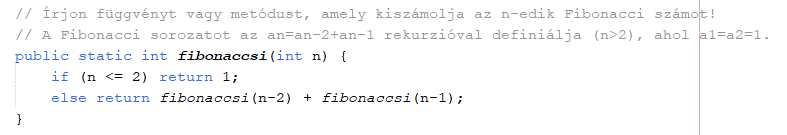 // Írjon függvényt vagy metódust, amely kiszámolja az n-edik Fibonacci számot!
// A Fibonacci sorozatot az an=an-2+an-1 rekurzióval definiálja (n>2), ahol a1=a2=1.
public static int fibonaccsi(int n) {
    if (n <= 2) return 1;
    else return fibonaccsi(n-2) + fibonaccsi(n-1);
}